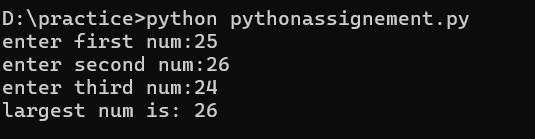 D:\practice>python pythonassignement.py
enter first num:25
enter second num:26
enter third num:24
largest num is: 26